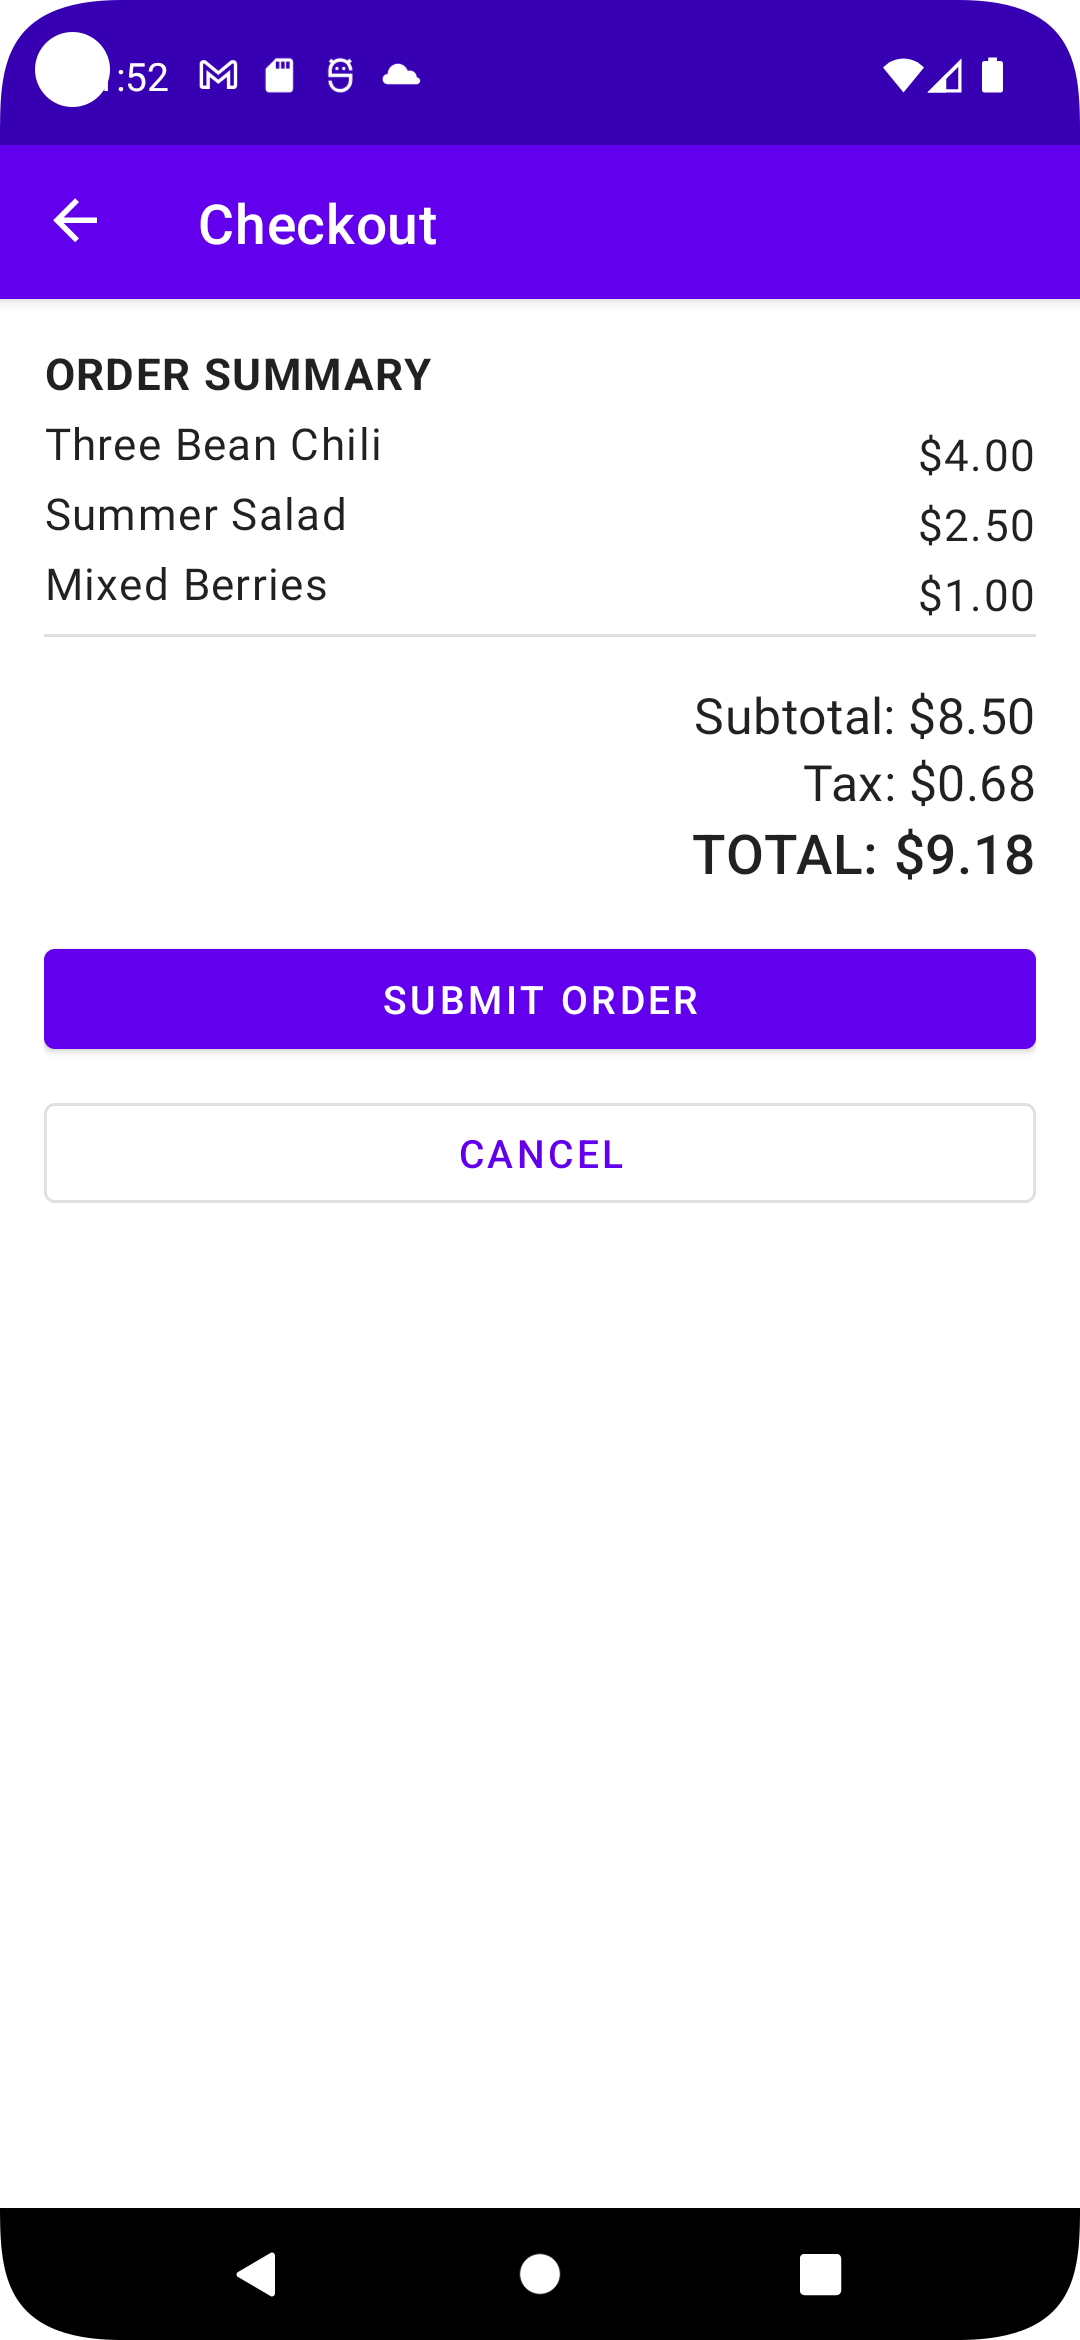 :52
Checkout
ORDER SUMMARY
Three Bean Chili $4.00
Summer Salad $2.50
Mixed Berries $1.00
Subtotal: $8.50
Tax: $0.68
TOTAL: $9.18
SUBMIT ORDER
CANCEL